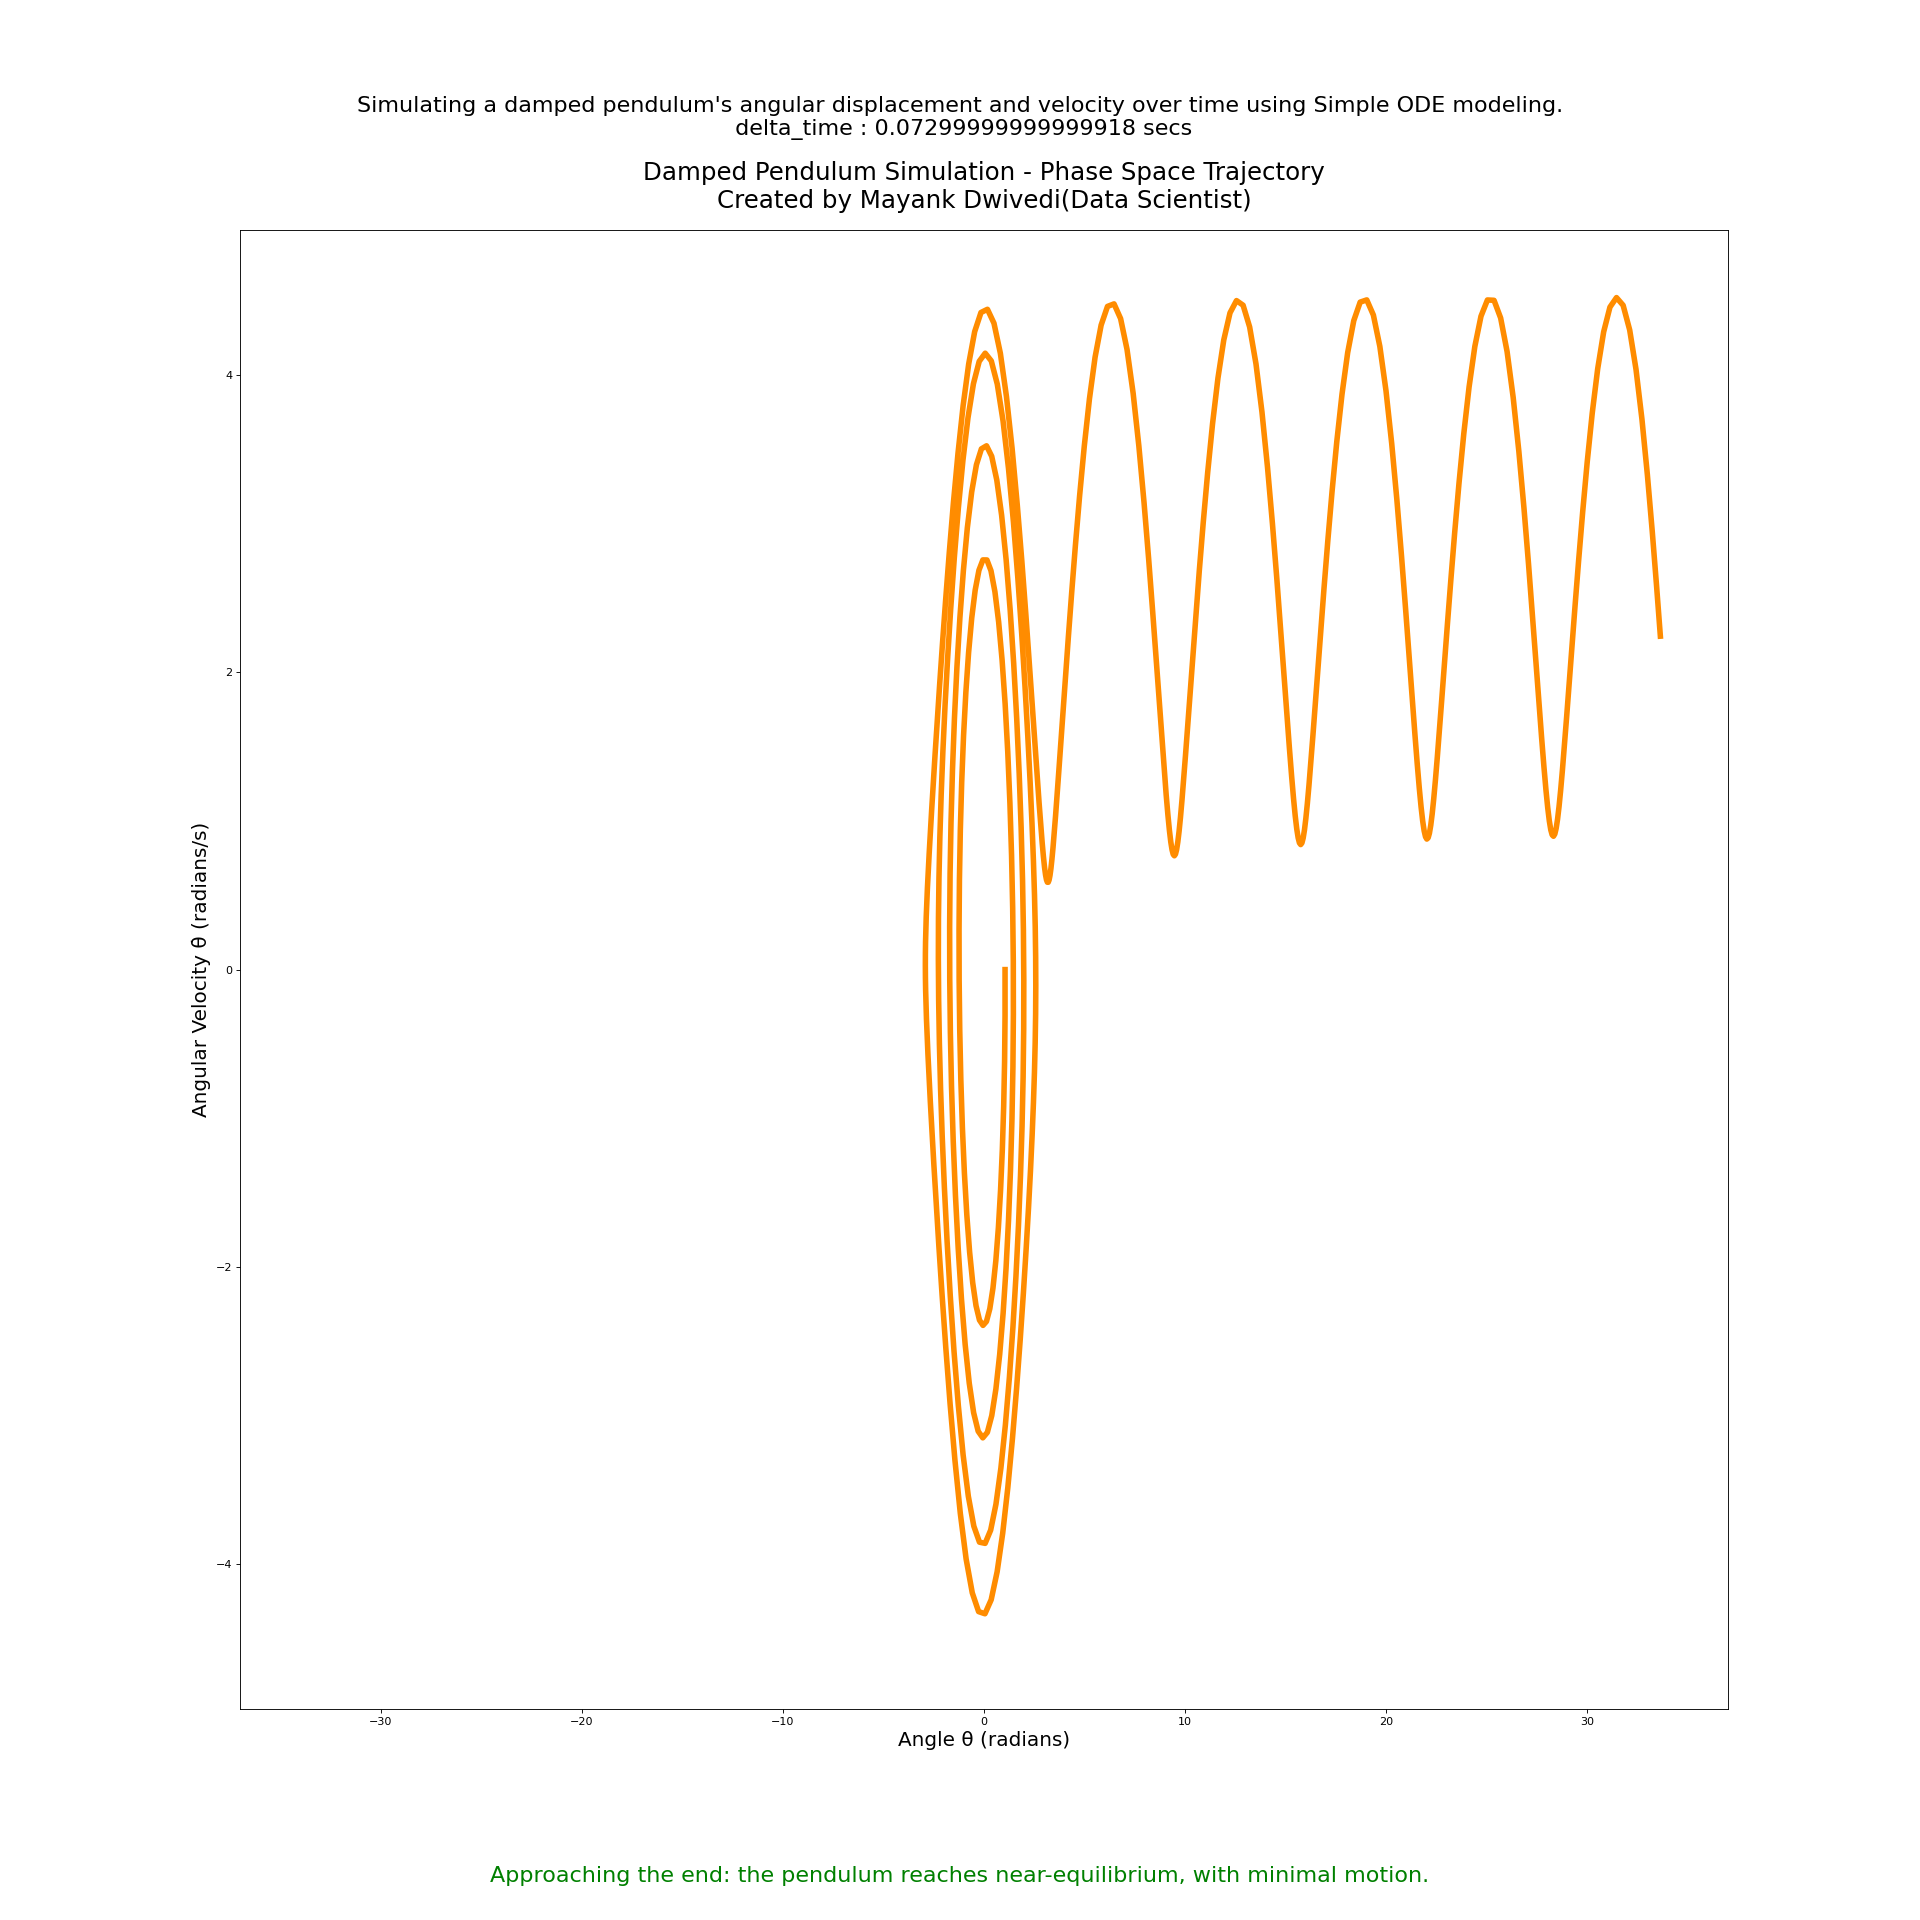 Simulating a damped pendulum's angular displacement and velocity over time using Simple ODE modeling.
delta_time : 0.07299999999999918 secs
Damped Pendulum Simulation - Phase Space Trajectory
Created by Mayank Dwivedi(Data Scientist)
Angular Velocity θ̇ (radians/s)
4
2
0
−2
−4
−30
−20
−10
0
10
20
30
Angle θ (radians)
Approaching the end: the pendulum reaches near-equilibrium, with minimal motion.